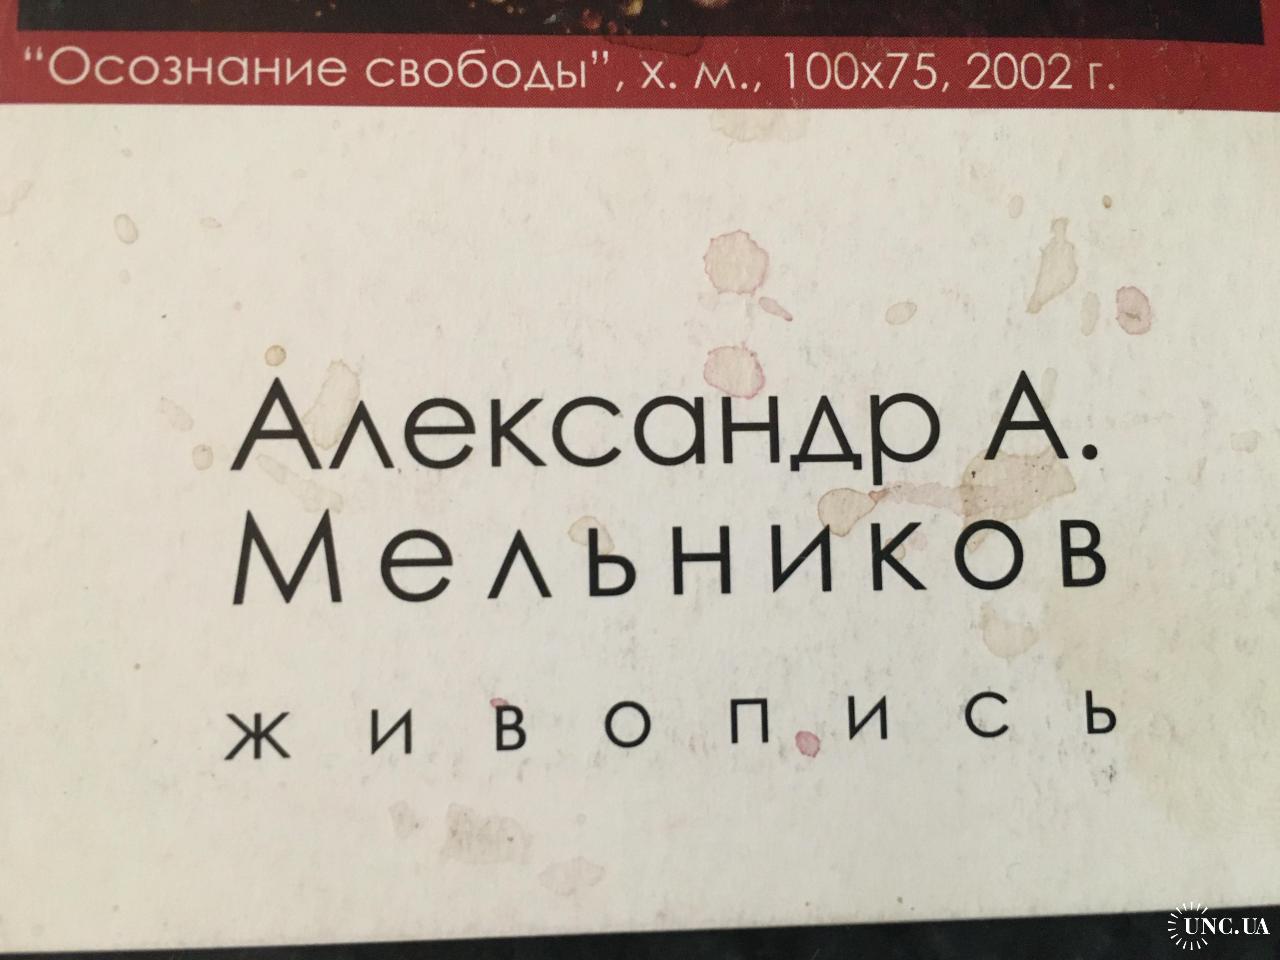 “Осознание свободы”, х. м., 100х75, 2002 г.
Александр А.
Мельников
живопись
UNC.UA